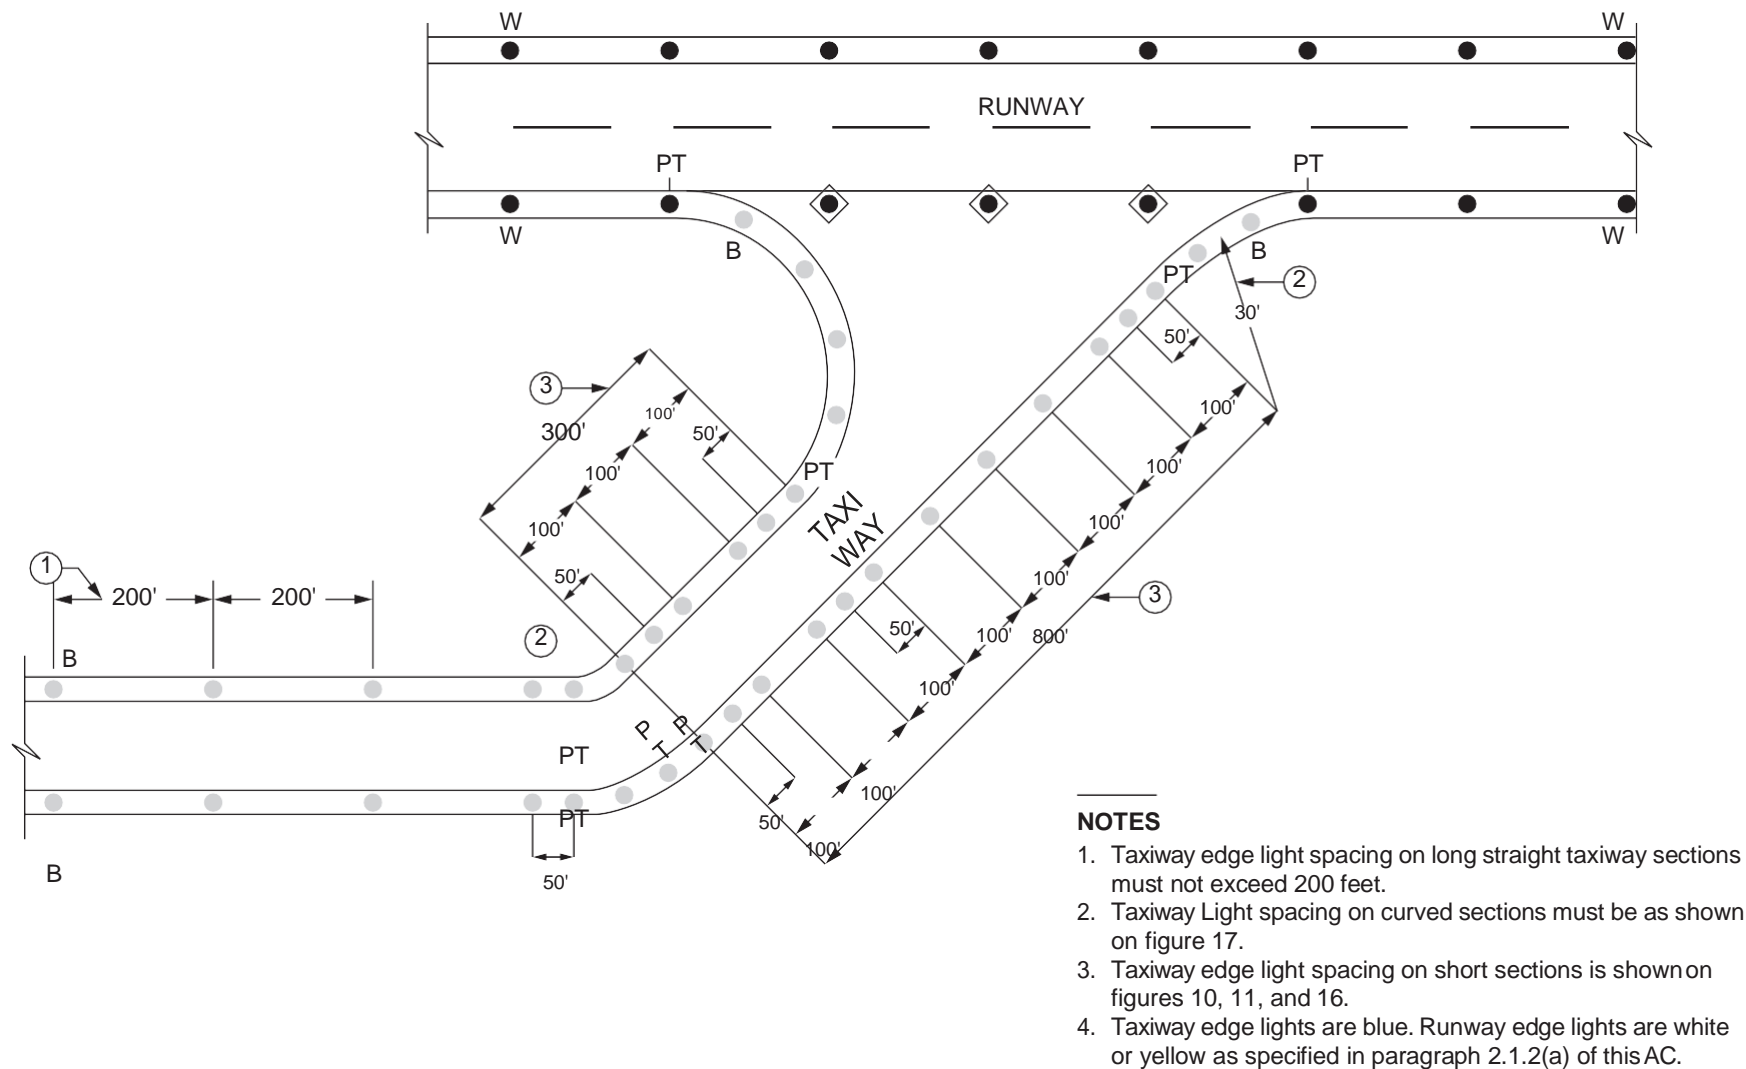 W
W
RUNWAY
PT
PT
W
W
B
B
PT
2
30'
50'
3
300'
100'
50'
100'
100'
50'
PT
TAXI
WAY
100'
100'
100'
100'
100'
100'
100'
100'
50'
800'
3
50'
1
200'
200'
2
B
PT
PT
PT
PT
50'
B
NOTES
1. Taxiway edge light spacing on long straight taxiway sections
must not exceed 200 feet.
2. Taxiway Light spacing on curved sections must be as shown
on figure 17.
3. Taxiway edge light spacing on short sections is shown on
figures 10, 11, and 16.
4. Taxiway edge lights are blue. Runway edge lights are white
or yellow as specified in paragraph 2.1.2(a) of this AC.